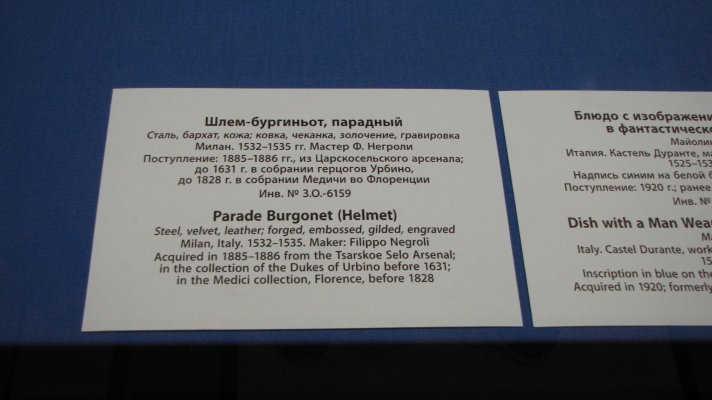 Шлем-бургиньот, парадный
Сталь, бархат, кожа; ковка, чеканка, золочение, гравировка
Милан. 1532–1535 гг. Мастер Ф. Негроли
Поступление: 1885–1886 гг., из Царскосельского арсенала;
до 1631 г. в собрании герцогов Урбино,
до 1828 г. в собрании Медичи во Флоренции
Инв. № З.О.-6159
Parade Burgonet (Helmet)
Steel, velvet, leather; forged, embossed, gilded, engraved
Milan, Italy. 1532–1535. Maker: Filippo Negroli
Acquired in 1885–1886 from the Tsarskoe Selo Arsenal;
in the collection of the Dukes of Urbino before 1631;
in the Medici collection, Florence, before 1828
Блюдо с
в
Италия. Кастель Дуранте,
Надпись синим на белой
Поступление: 1920 г.;
Инв. №
Dish with a Man
Italy. Castel Durante,
Inscription in blue on the
Acquired in 1920; formerly